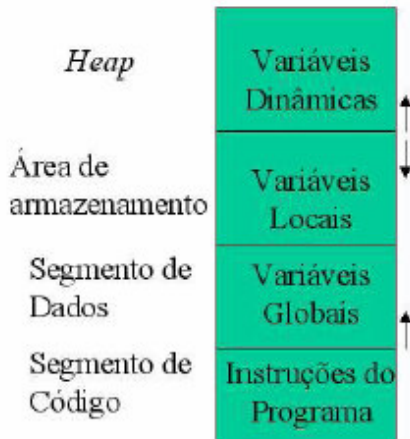 Heap
Variáveis
Dinâmicas
Área de
armazenamento
Variáveis
Locais
Segmento de
Dados
Variáveis
Globais
Segmento de
Código
Instruções do
Programa